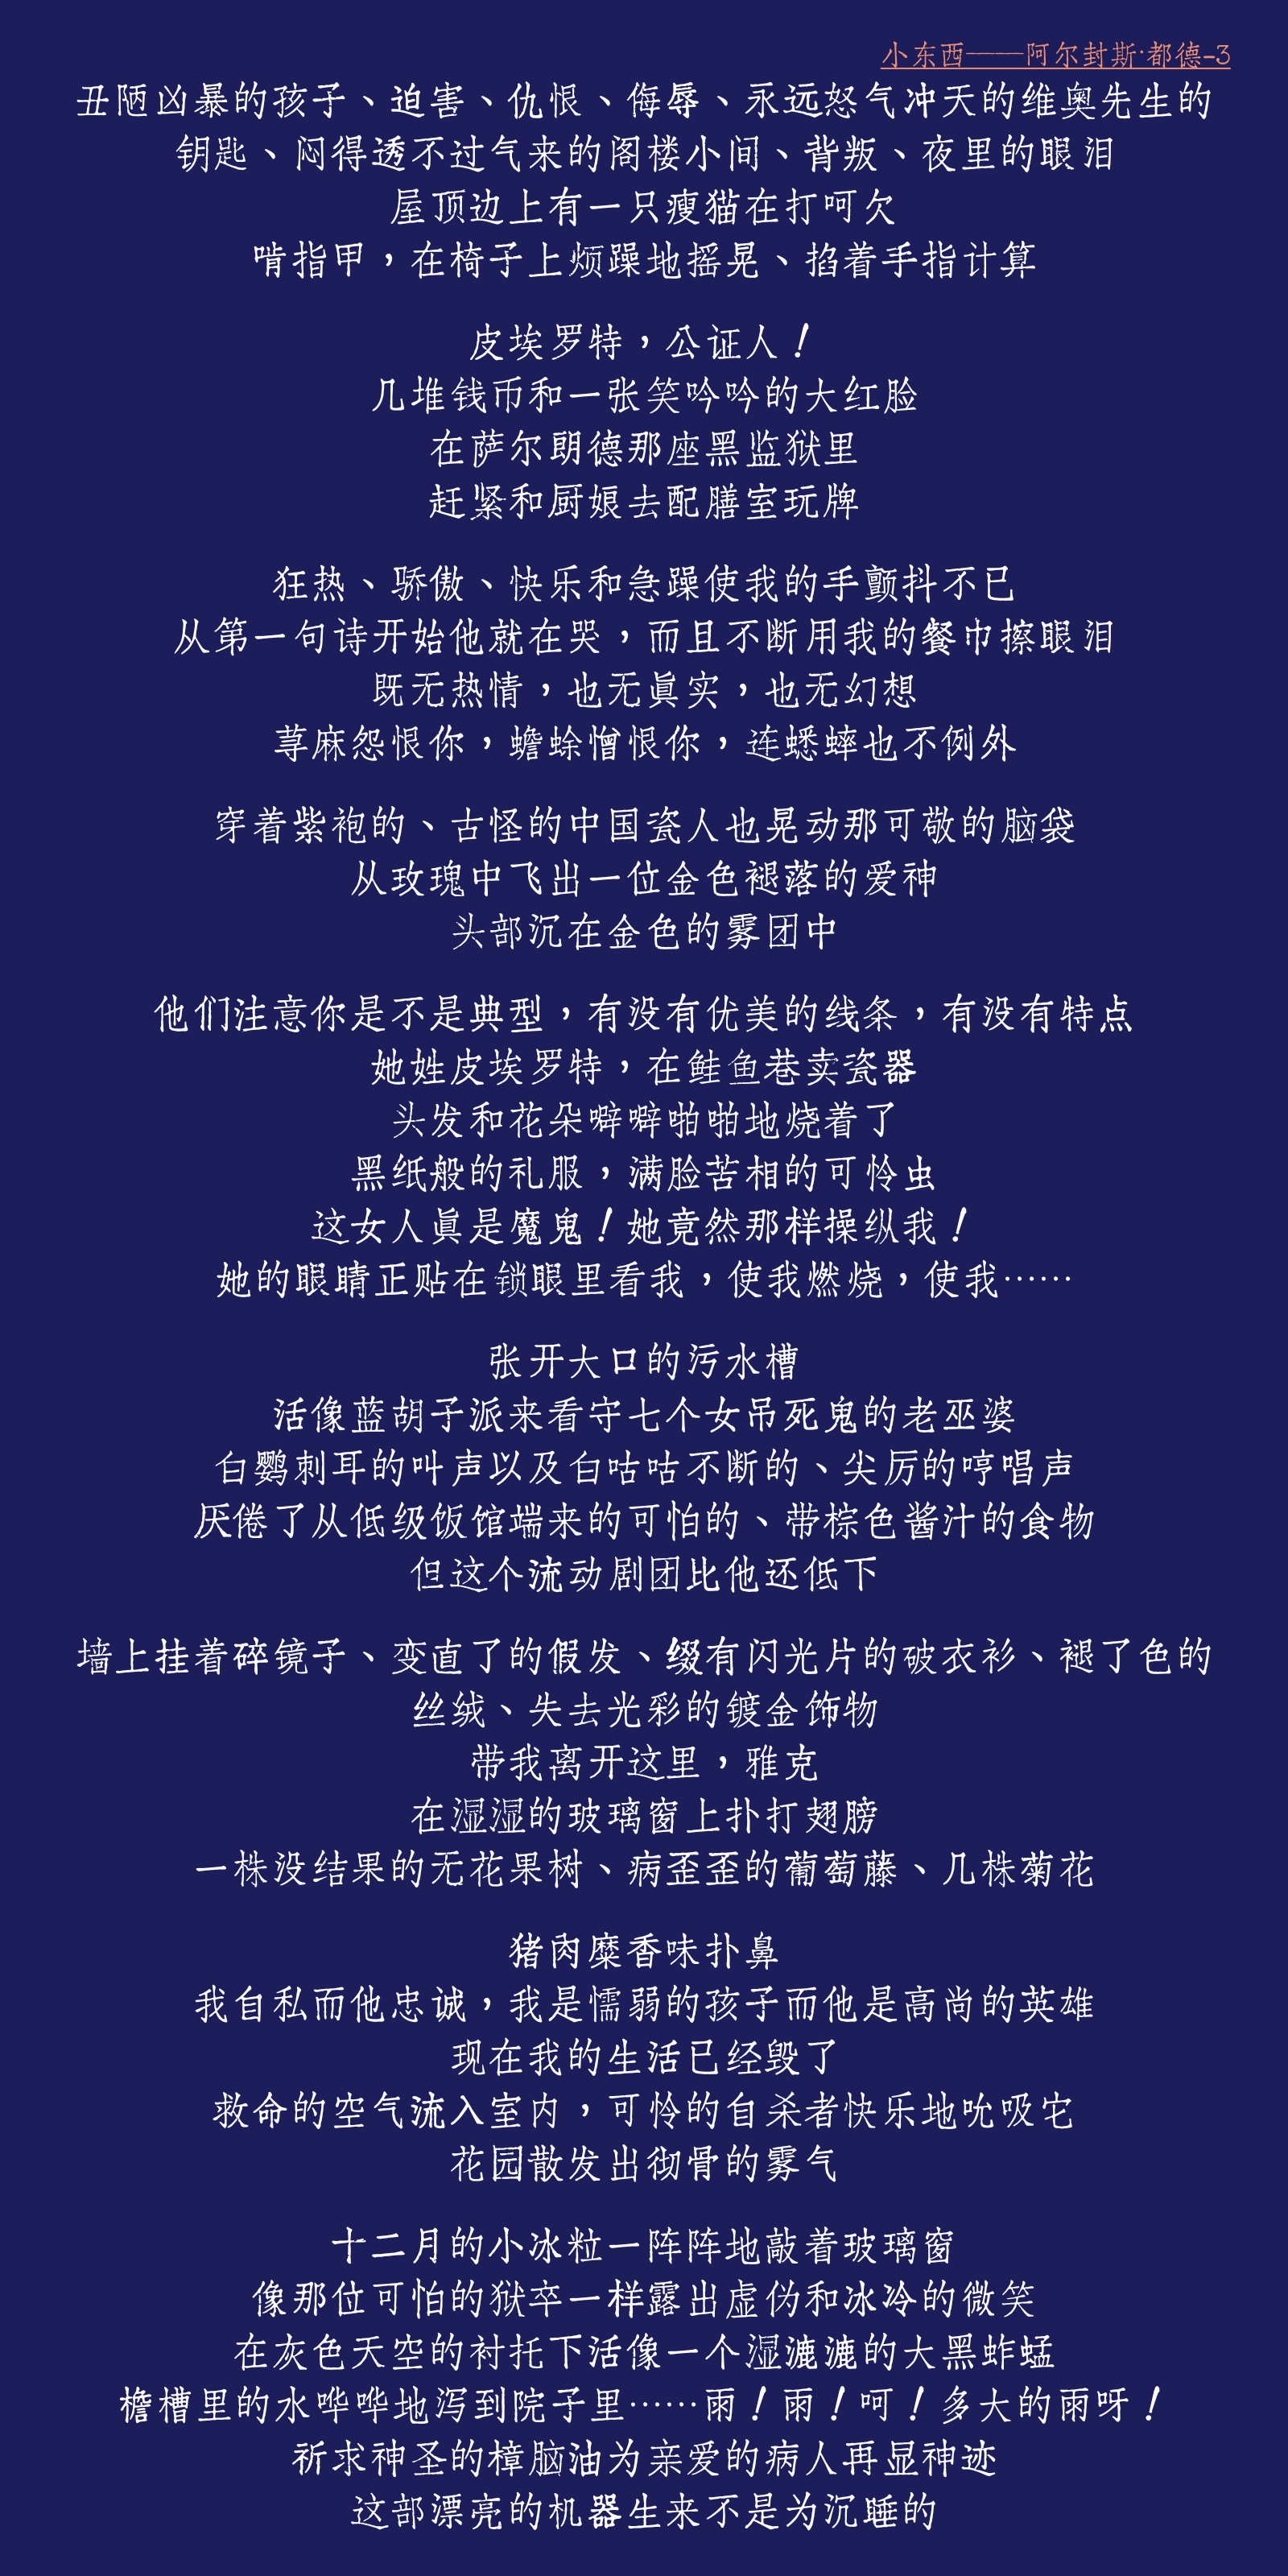 小东西——阿尔封斯·都德-3
丑陋凶暴的孩子、迫害、仇恨、侮辱、永远怒气冲天的维奥先生的
钥匙、闷得透不过气来的阁楼小间、背叛、夜里的眼泪
屋顶边上有一只瘦猫在打呵欠
啃指甲，在椅子上烦躁地摇晃、掐着手指计算
皮埃罗特，公证人！
几堆钱币和一张笑吟吟的大红脸
在萨尔朗德那座黑监狱里
赶紧和厨娘去配膳室玩牌
狂热、骄傲、快乐和急躁使我的手颤抖不已
从第一句诗开始他就在哭，而且不断用我的餐巾擦眼泪
既无热情，也无真实，也无幻想
荨麻怨恨你，蟾蜍憎恨你，连蟋蟀也不例外
穿着紫袍的、古怪的中国瓷人也晃动那可敬的脑袋
从玫瑰中飞出一位金色褪落的爱神
头部沉在金色的雾团中
他们注意你是不是典型，有没有优美的线条，有没有特点
她姓皮埃罗特，在鲑鱼巷卖瓷器
头发和花朵噼噼啪啪地烧着了
黑纸般的礼服，满脸苦相的可怜虫
这女人真是魔鬼！她竟然那样操纵我！
她的眼睛正贴在锁眼里看我，使我燃烧，使我……
张开大口的污水槽
活像蓝胡子派来看守七个女吊死鬼的老巫婆
白鹦刺耳的叫声以及白咕咕不断的、尖厉的哼唱声
厌倦了从低级饭馆端来的可怕的、带棕色酱汁的食物
但这个流动剧团比他还低下
墙上挂着碎镜子、变直了的假发、缀有闪光片的破衣衫、褪了色的
丝绒、失去光彩的镀金饰物
带我离开这里，雅克
在湿湿的玻璃窗上扑打翅膀
一株没结果的无花果树、病歪歪的葡萄藤、几株菊花
猪肉糜香味扑鼻
我自私而他忠诚，我是懦弱的孩子而他是高尚的英雄
现在我的生活已经毁了
救命的空气流入室内，可怜的自杀者快乐地吮吸它
花园散发出彻骨的雾气
十二月的小冰粒一阵阵地敲着玻璃窗
像那位可怕的狱卒一样露出虚伪和冰冷的微笑
在灰色天空的衬托下活像一个湿漉漉的大黑蚱蜢
檐槽里的水哗哗地泻到院子里……雨！雨！呵！多大的雨呀！
祈求神圣的樟脑油为亲爱的病人再显神迹
这部漂亮的机器生来不是为沉睡的